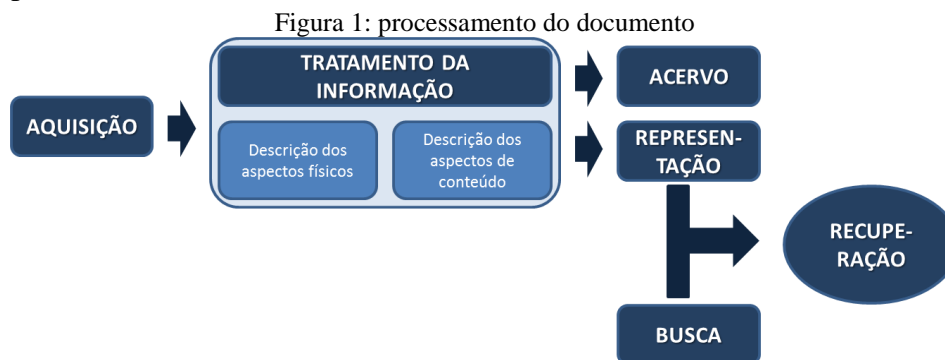 Figura 1: processamento do documento
TRATAMENTO DA
INFORMAÇÃO
ACERVO
AQUISIÇÃO
Descrição dos
aspectos físicos
Descrição dos
aspectos de
conteúdo
REPRESEN-
TAÇÃO
RECUPE-
RAÇÃO
BUSCA